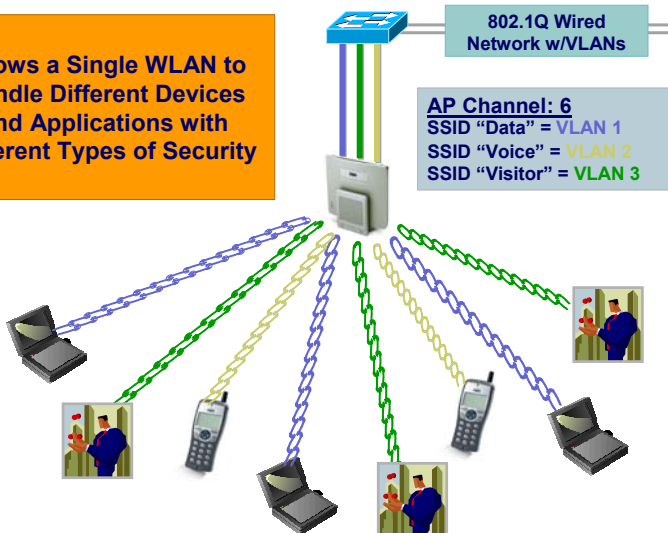 ows a Single WLAN to
ndle Different Devices
nd Applications with
erent Types of Security
802.1Q Wired
Network w/VLANs
AP Channel: 6
SSID “Data” = VLAN 1
SSID “Voice” = VLAN 2
SSID “Visitor” = VLAN 3